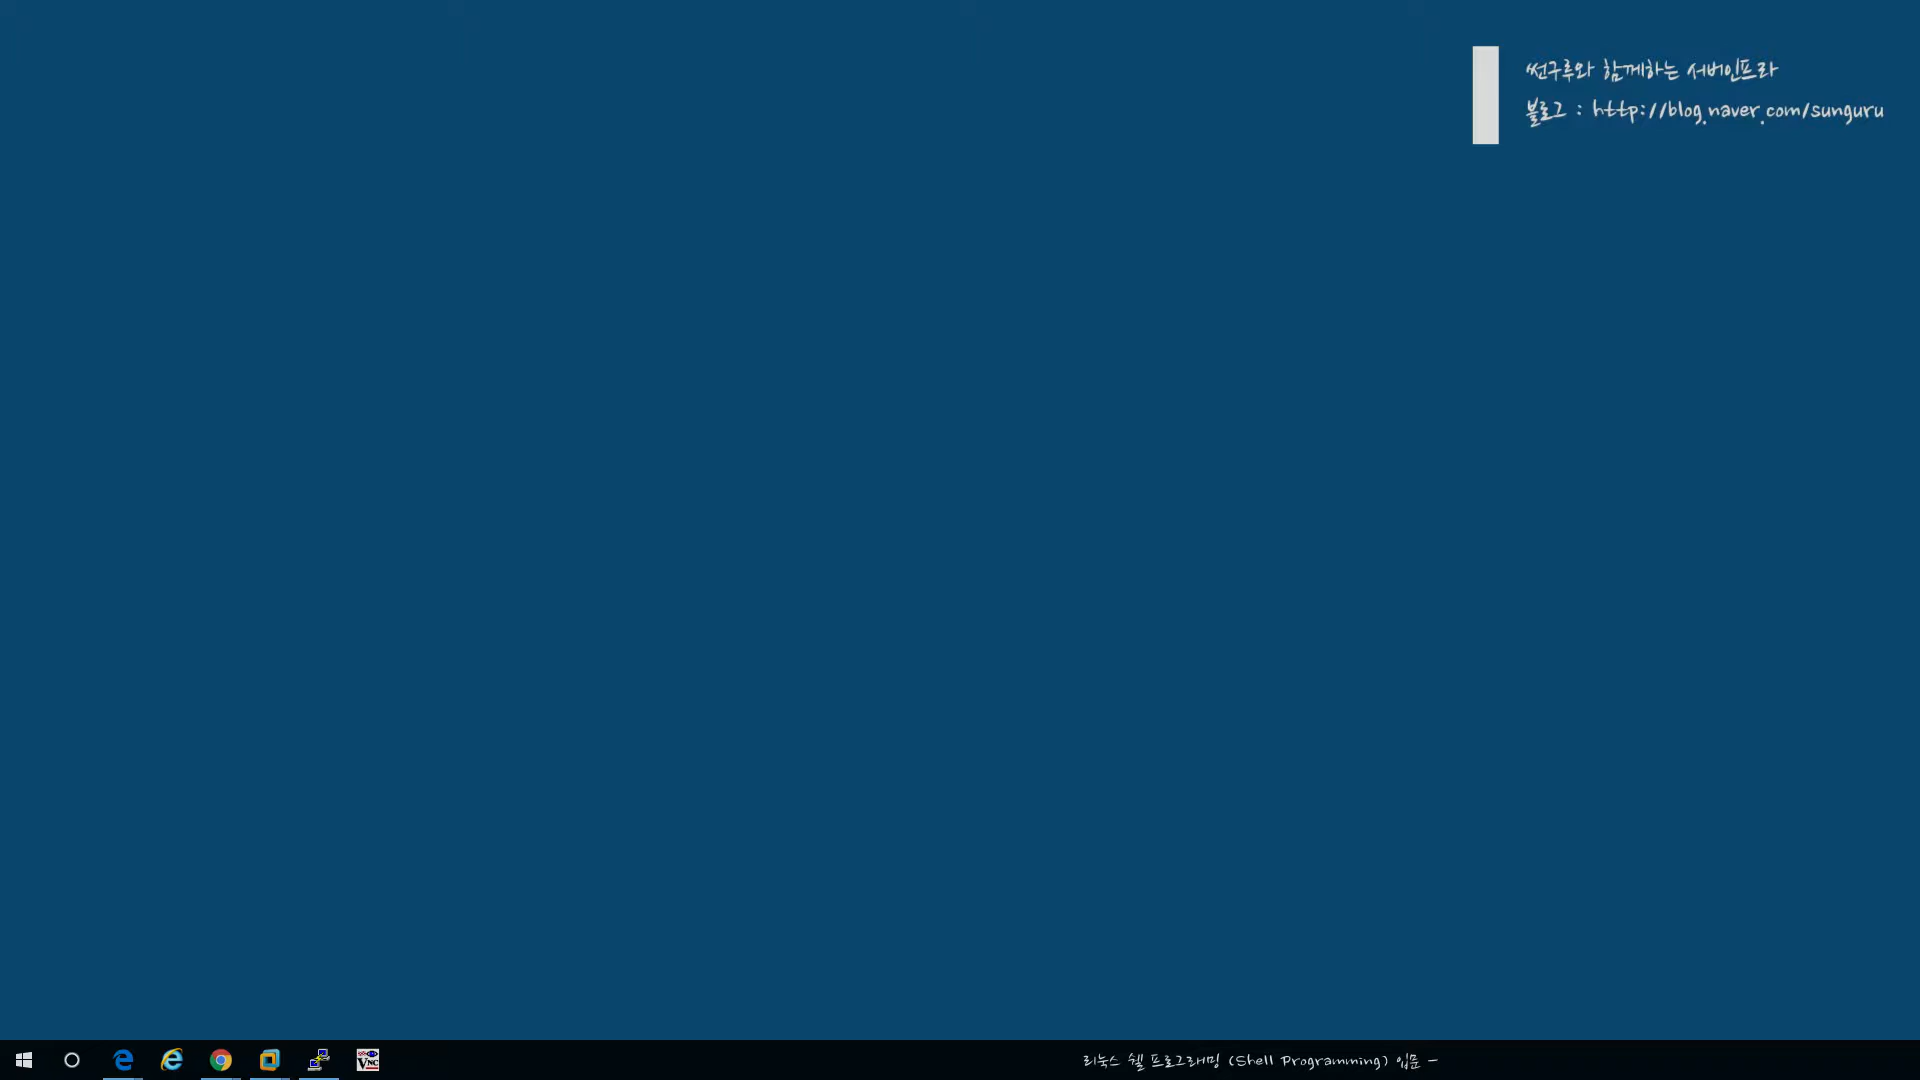 썬구루와 함께하는 서버인프라
블로그 : http://blog.naver.com/sunguru
VNC
리눅스 쉘 프로그래밍 (Shell Programming) 입문 -